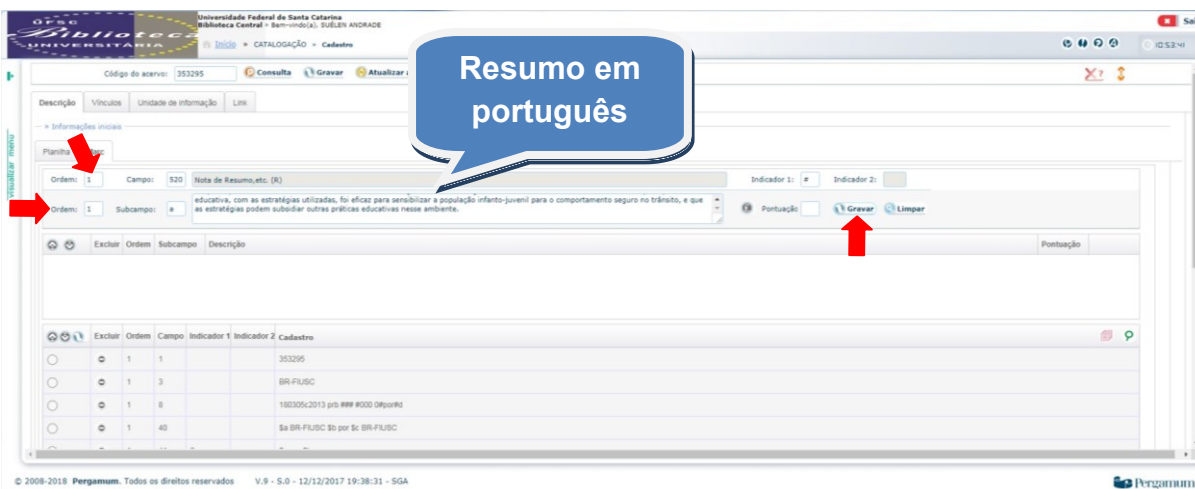 Universidade Federal de Santa Catarina
Biblioteca Central - Bem-vindo(a). SUÉLEN ANDRADE
UFSC
Biblioteca
UNIVERSITÁRIA
Início » CATALOGAÇÃO » Cadastro
Sai
10:53:41
Resumo em
português
Código do acervo: 353295 Consulta Gravar Atualizar
Descrição Vínculos Unidade de informação Link
» Informações iniciais
visualizar menu
Planilha
Ordem: 1 Campo: 520 Nota de Resumo,etc. (R) Indicador 1: # Indicador 2:
educativa, com as estratégias utilizadas, foi eficaz para sensibilizar a população infanto-juvenil para o comportamento seguro no trânsito, e que
as estratégias podem subsidiar outras práticas educativas nesse ambiente.
Ordem: 1 Subcampo: a Pontuação Gravar Limpar
Excluir Ordem Subcampo Descrição Pontuação
Excluir Ordem Campo Indicador 1 Indicador 2 Cadastro
1 1 353295
1 3 BR-FlUSC
1 8 180305c2013 prb ### #000 0#por#d
1 40 $a BR-FlUSC $b por $c BR-FlUSC
© 2008-2018 Pergamum. Todos os direitos reservados V.9 - S.0 - 12/12/2017 19:38:31 - SGA
Pergamum